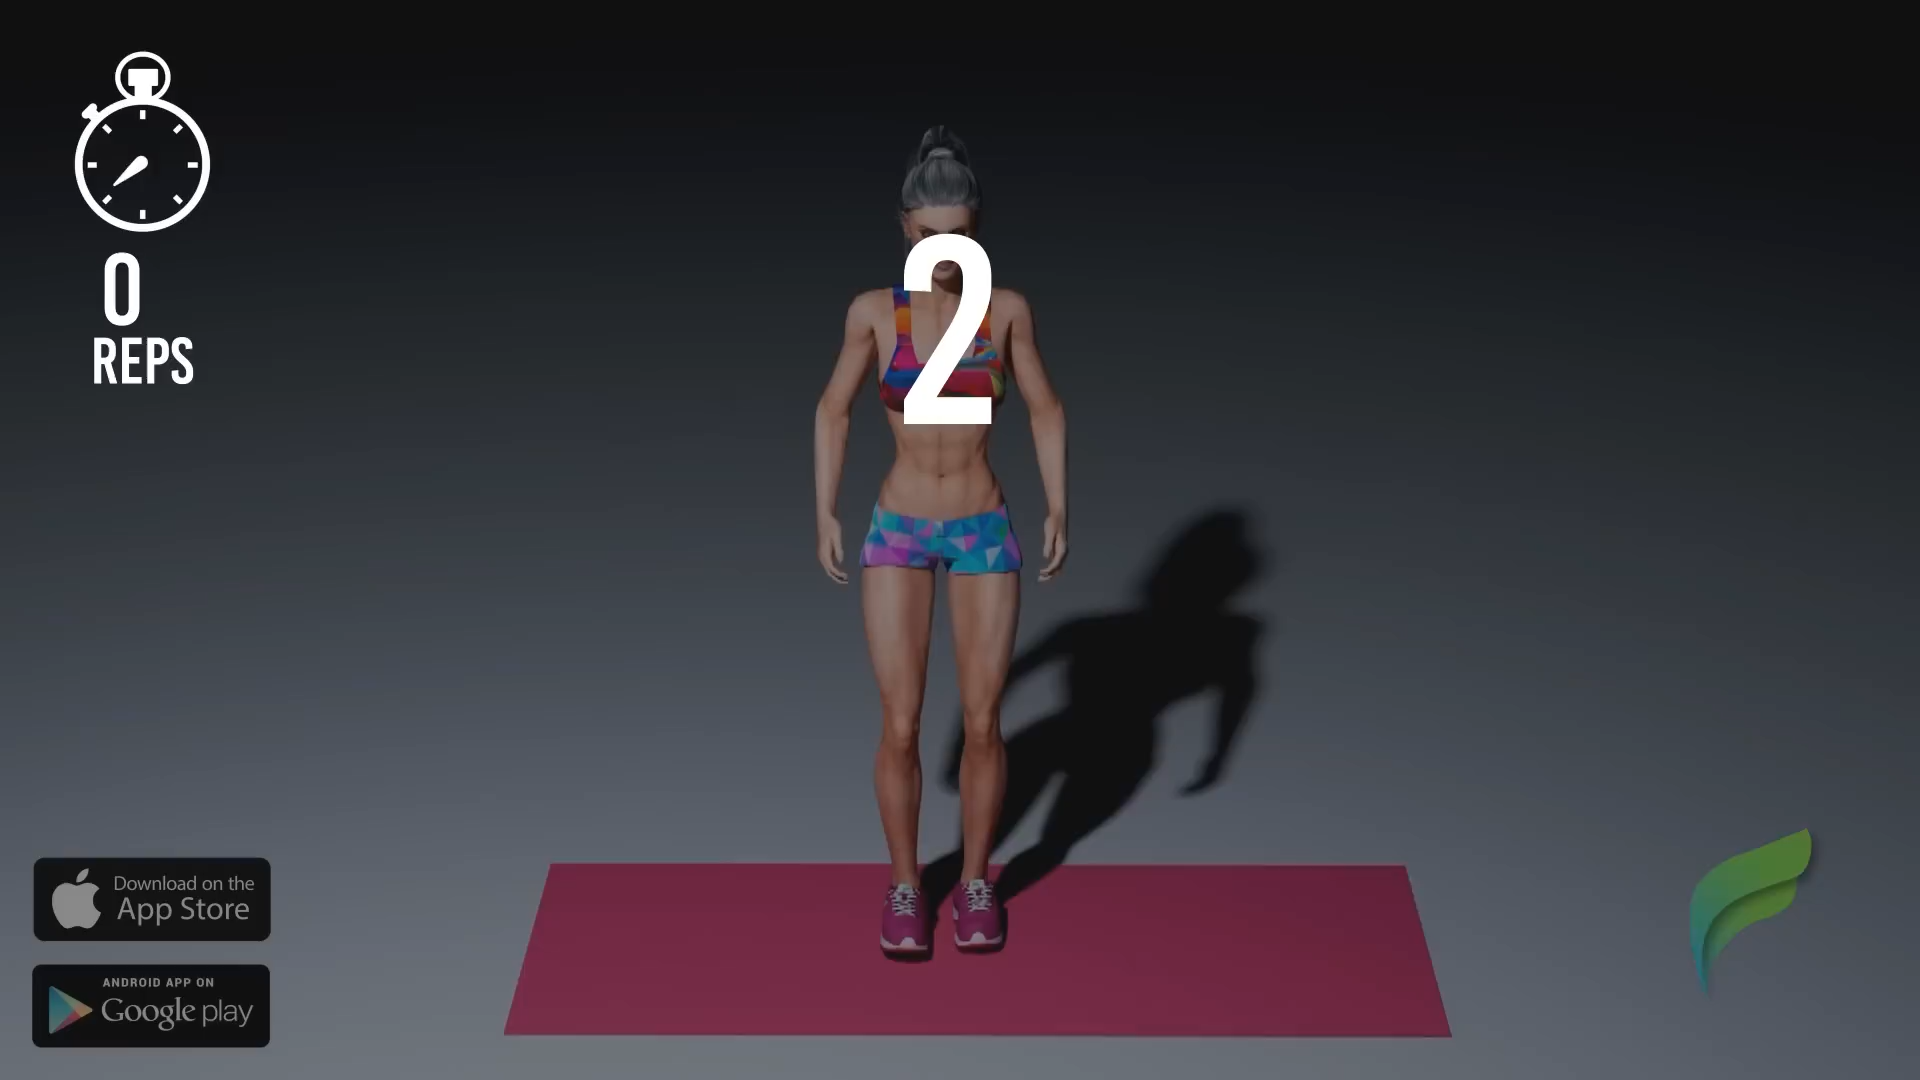 0
REPS
2
Download on the
App Store
ANDROID APP ON
Google play